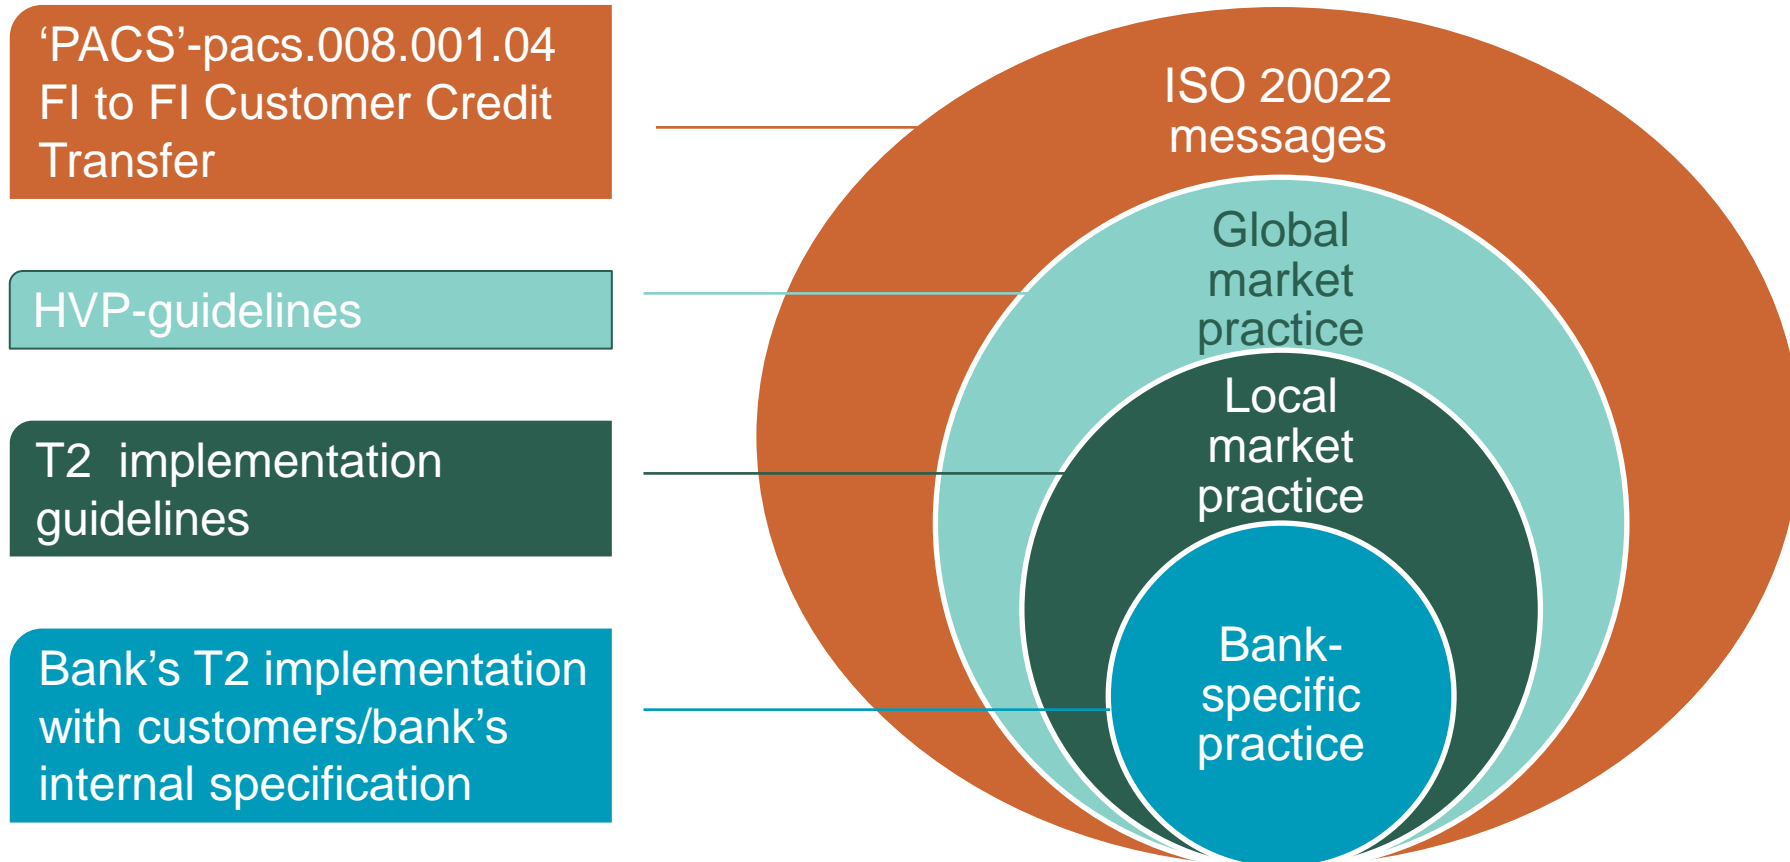 ‘PACS’-pacs.008.001.04
FI to FI Customer Credit
Transfer
HVP-guidelines
T2 implementation
guidelines
Bank’s T2 implementation
with customers/bank’s
internal specification
ISO 20022
messages
Global
market
practice
Local
market
practice
Bank-
specific
practice